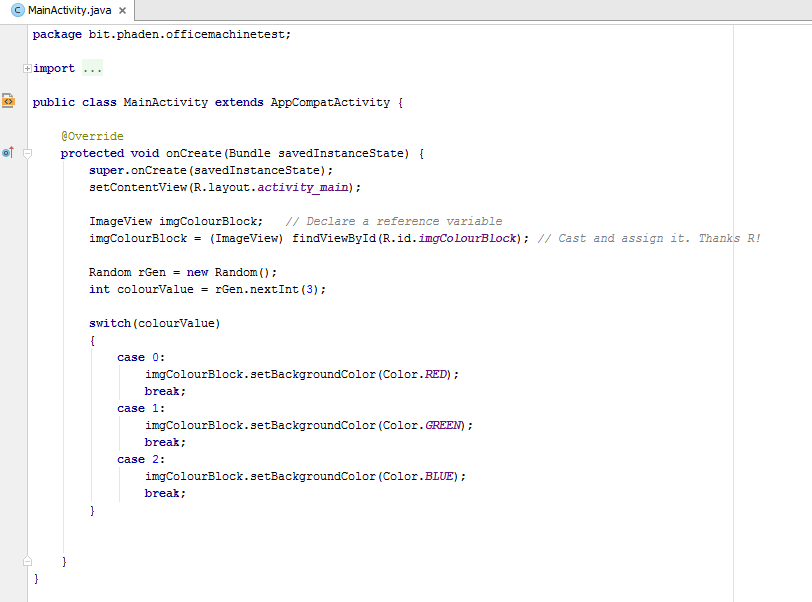 MainActivity.java
package bit.phaden.officemachinetest;
import ...
public class MainActivity extends AppCompatActivity {
@Override
protected void onCreate(Bundle savedInstanceState) {
super.onCreate(savedInstanceState);
setContentView(R.layout.activity_main);
ImageView imgColourBlock;   // Declare a reference variable
imgColourBlock = (ImageView) findViewById(R.id.imgColourBlock); // Cast and assign it. Thanks R!
Random rGen = new Random();
int colourValue = rGen.nextInt(3);
switch(colourValue)
{
case 0:
imgColourBlock.setBackgroundColor(Color.RED);
break;
case 1:
imgColourBlock.setBackgroundColor(Color.GREEN);
break;
case 2:
imgColourBlock.setBackgroundColor(Color.BLUE);
break;
}
}
}